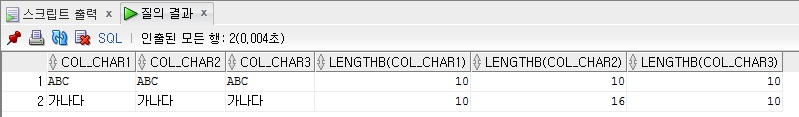 스크립트 출력 x 질의 결과 x
SQL | 인출된 모든 행: 2(0,004초)
COL_CHAR1 COL_CHAR2 COL_CHAR3 LENGTHB(COL_CHAR1) LENGTHB(COL_CHAR2) LENGTHB(COL_CHAR3)
1 ABC ABC ABC 10 10 10
2 가나다 가나다 가나다 10 16 10